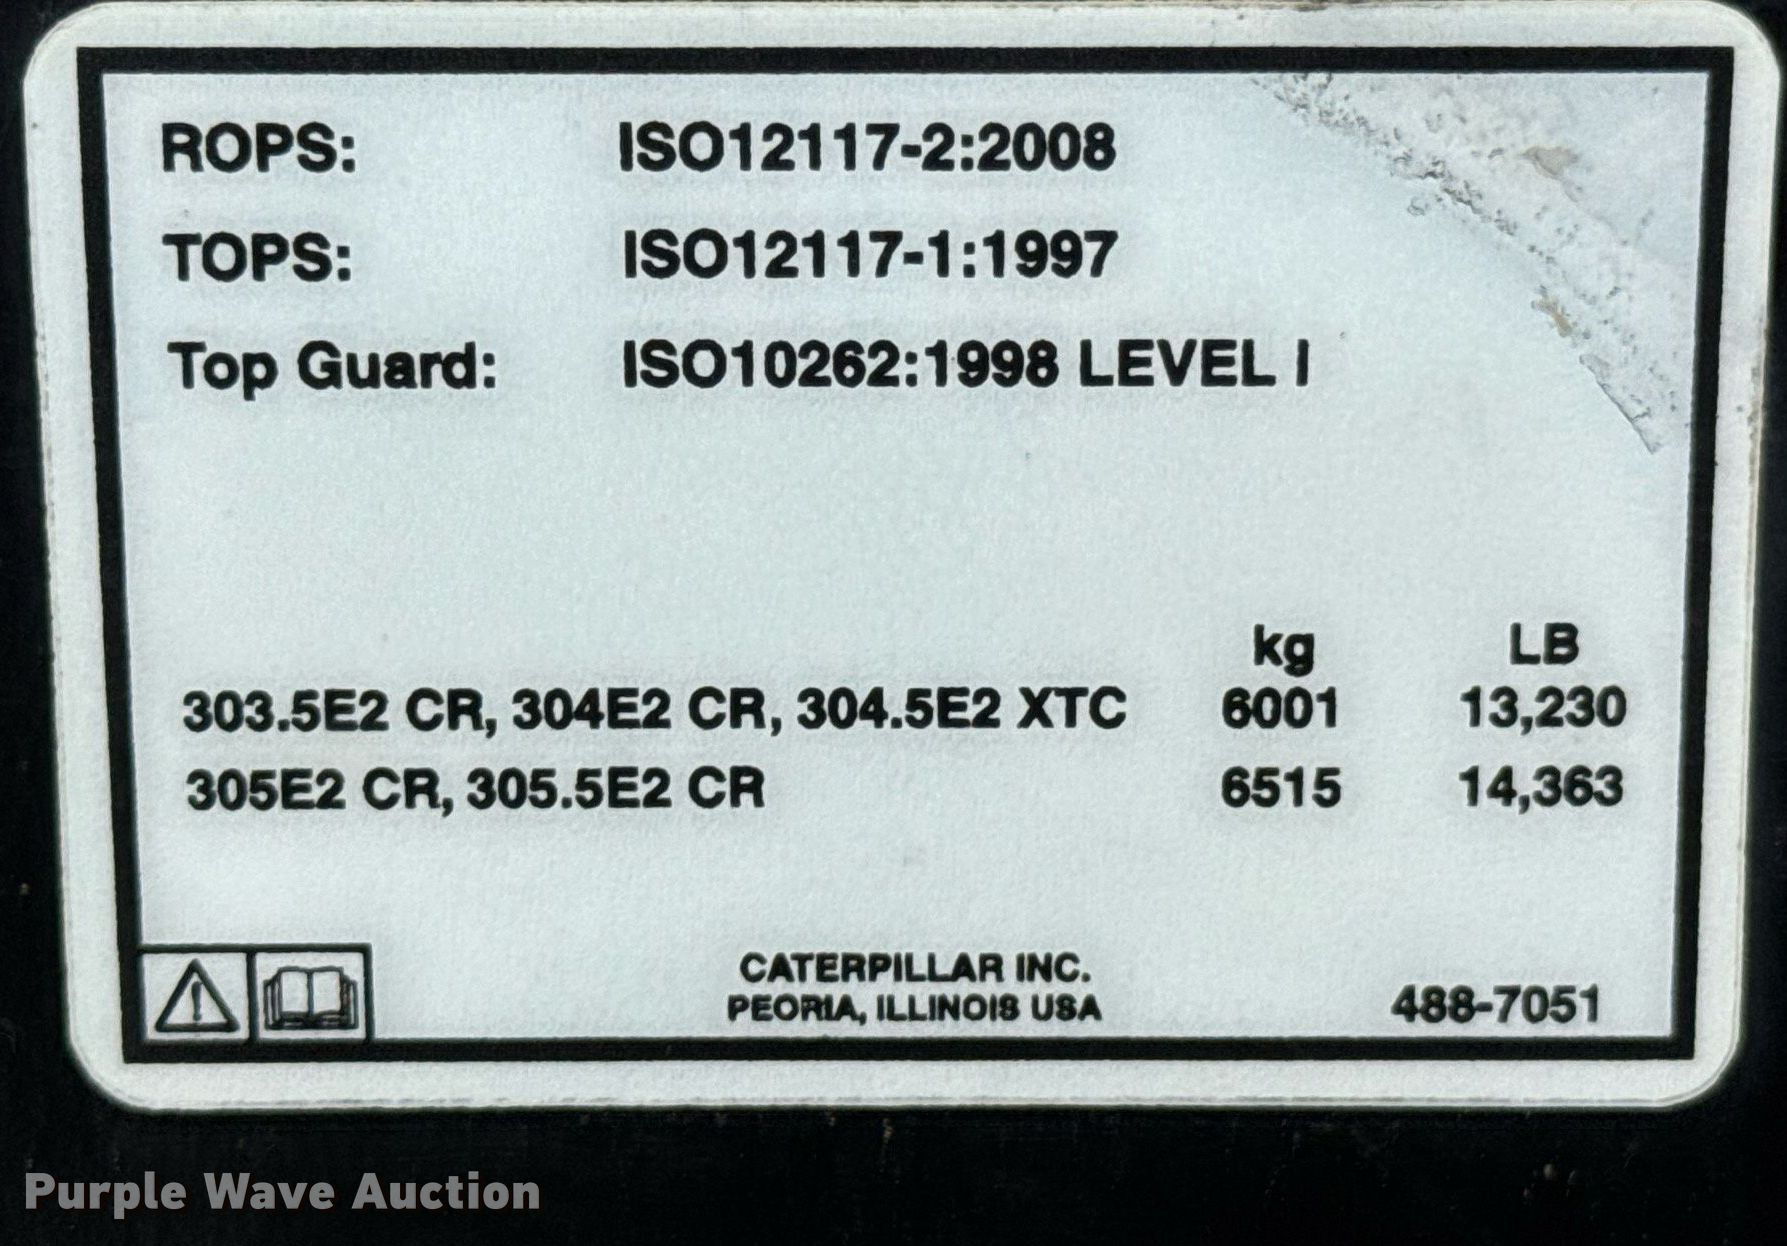 ROPS: ISO12117-2:2008
TOPS: ISO12117-1:1997
Top Guard: ISO10262:1998 LEVEL I
kg LB
303.5E2 CR, 304E2 CR, 304.5E2 XTC 6001 13,230
305E2 CR, 305.5E2 CR 6515 14,363
CATERPILLAR INC.
PEORIA, ILLINOIS USA
488-7051
Purple Wave Auction